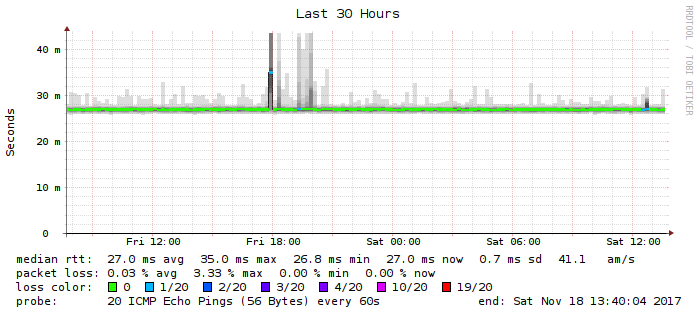 Last 30 Hours
RRDTOOL / TOBI OETIKER
Seconds
40 m
30 m
20 m
10 m
0
Fri 12:00 Fri 18:00 Sat 00:00 Sat 06:00 Sat 12:00
median rtt: 27.0 ms avg 35.0 ms max 26.8 ms min 27.0 ms now 0.7 ms sd 41.1 am/s
packet loss: 0.03 % avg 3.33 % max 0.00 % min 0.00 % now
loss color: 0 1/20 2/20 3/20 4/20 10/20 19/20
probe: 20 ICMP Echo Pings (56 Bytes) every 60s end: Sat Nov 18 13:40:04 2017